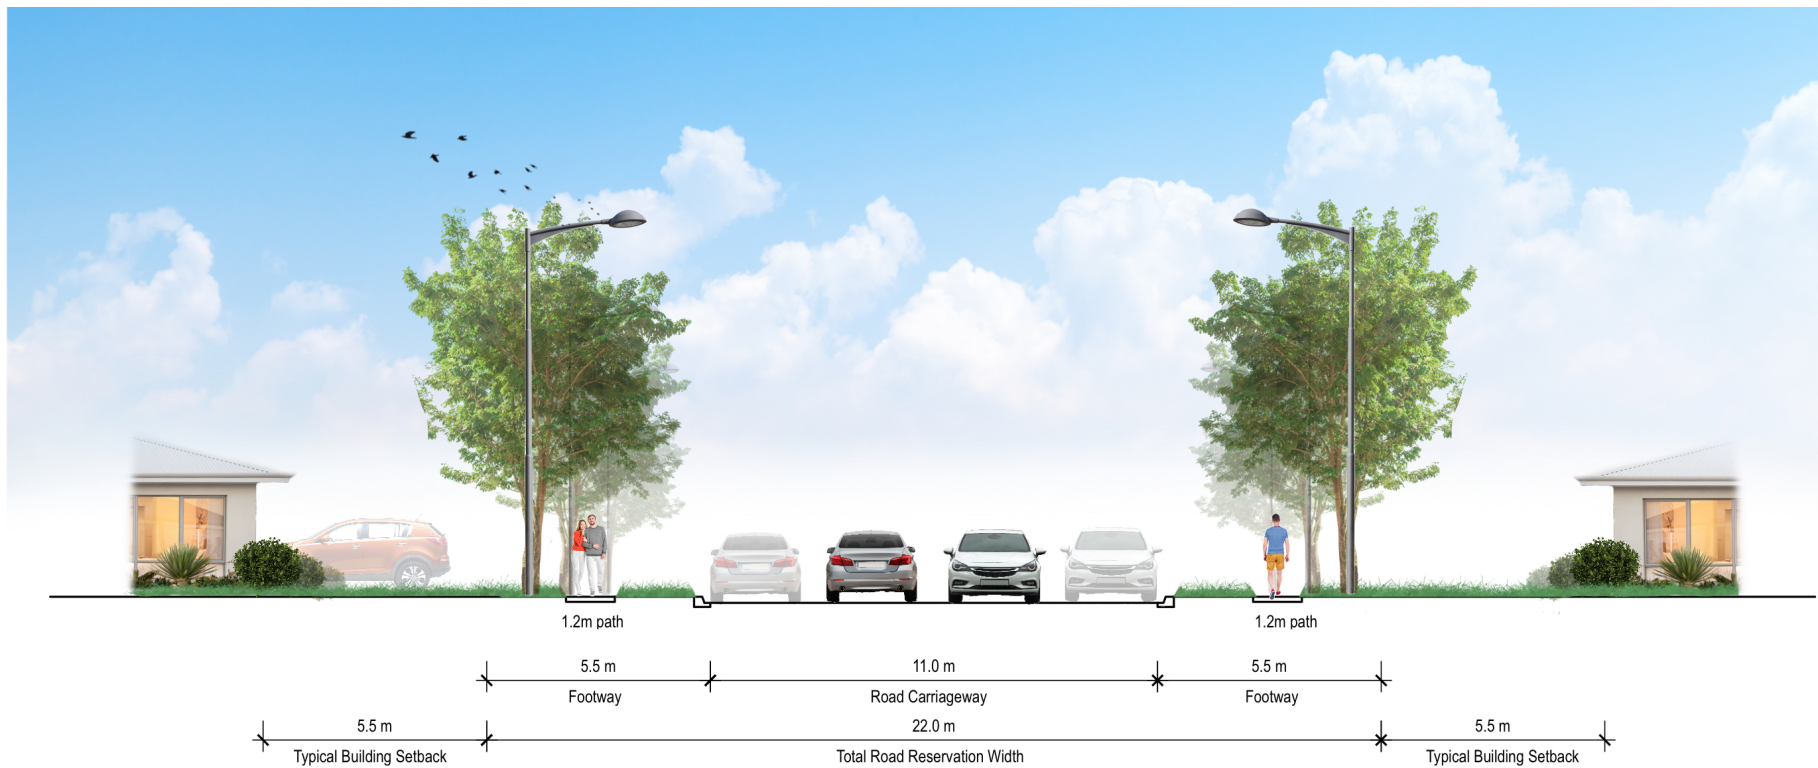 1.2m path
1.2m path
5.5 m
11.0 m
5.5 m
Footway
Road Carriageway
Footway
5.5 m
22.0 m
5.5 m
Typical Building Setback
Total Road Reservation Width
Typical Building Setback